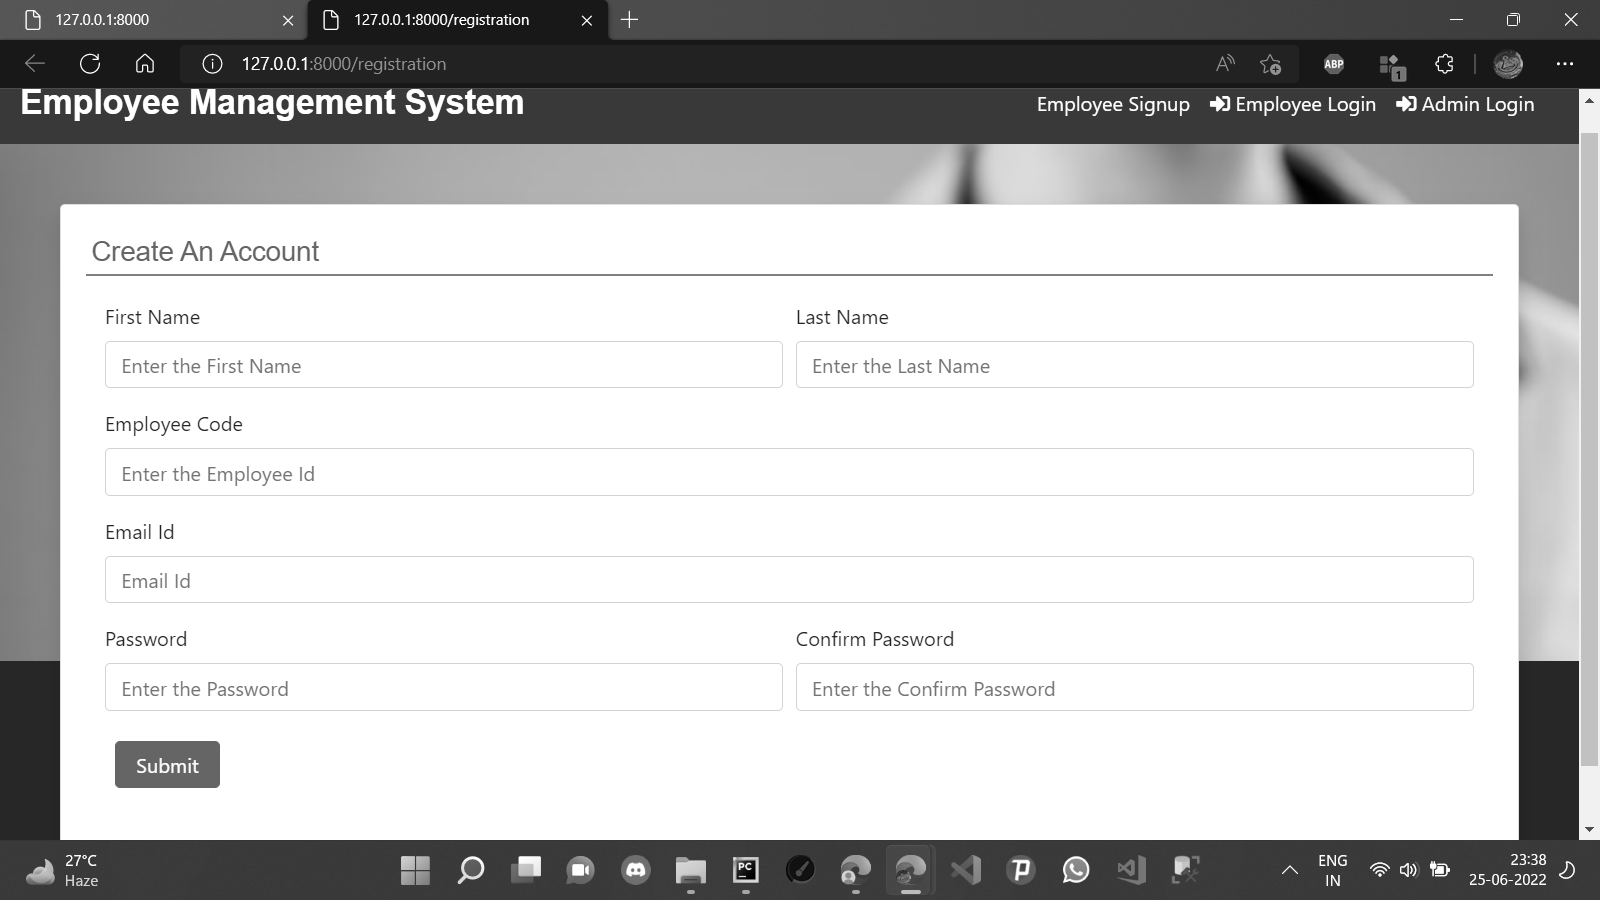 127.0.0.1:8000
127.0.0.1:8000/registration
127.0.0.1:8000/registration
ABP
1
Employee Management System
Employee Signup Employee Login Admin Login
Create An Account
First Name Last Name
Enter the First Name Enter the Last Name
Employee Code
Enter the Employee Id
Email Id
Email Id
Password Confirm Password
Enter the Password Enter the Confirm Password
Submit
27°C
Haze
PC
ENG
IN
23:38
25-06-2022